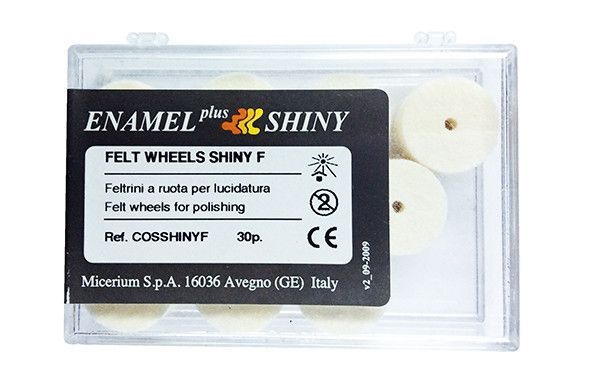 ENAMEL plus SHINY
FELT WHEELS SHINY F
Feltrini a ruota per lucidatura
Felt wheels for polishing
Ref. COSSHINYF 30p.
2
CE
Micerium S.p.A. 16036 Avegno (GE) Italy
v2_09-2009